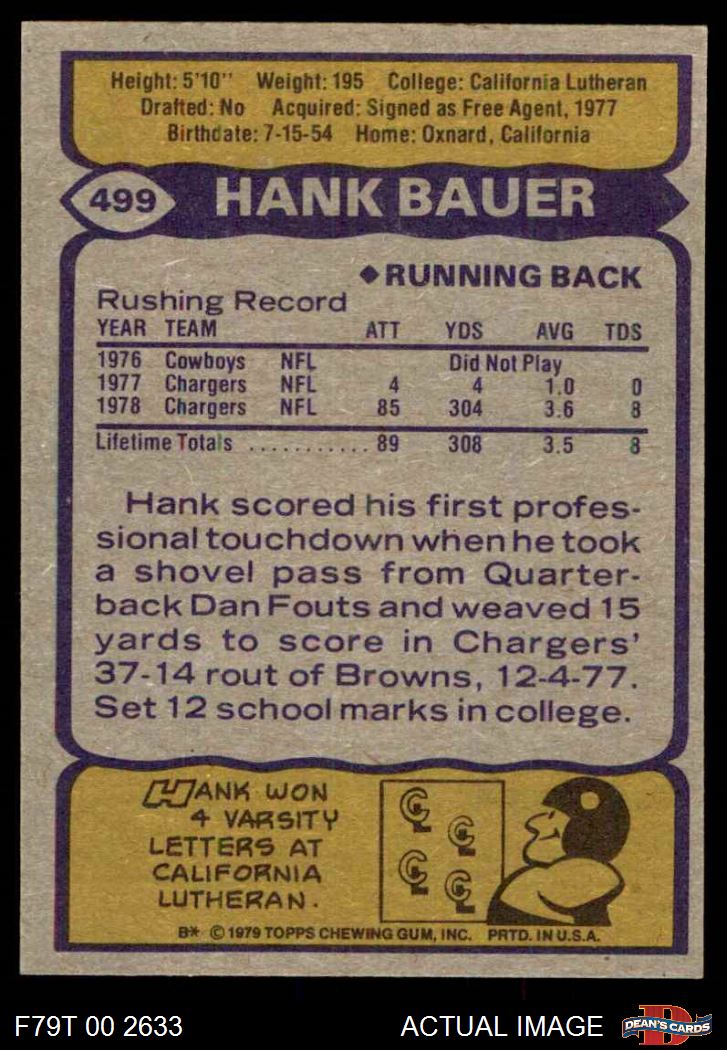 Height: 5'10'' Weight: 195 College: California Lutheran
Drafted: No Acquired: Signed as Free Agent, 1977
Birthdate: 7-15-54 Home: Oxnard, California
499 HANK BAUER
◆RUNNING BACK
Rushing Record
YEAR TEAM ATT YDS AVG TDS
1976 Cowboys NFL Did Not Play
1977 Chargers NFL 4 4 1.0 0
1978 Chargers NFL 85 304 3.6 8
Lifetime Totals ........... 89 308 3.5 8
Hank scored his first profes-
sional touchdown when he took
a shovel pass from Quarter-
back Dan Fouts and weaved 15
yards to score in Chargers'
37-14 rout of Browns, 12-4-77.
Set 12 school marks in college.
HANK WON
4 VARSITY
LETTERS AT
CALIFORNIA
LUTHERAN.
CL
CL
CL
CL
B* © 1979 TOPPS CHEWING GUM, INC. PRTD. IN U.S.A.
F79T 00 2633 ACTUAL IMAGE D DEAN'S CARDS